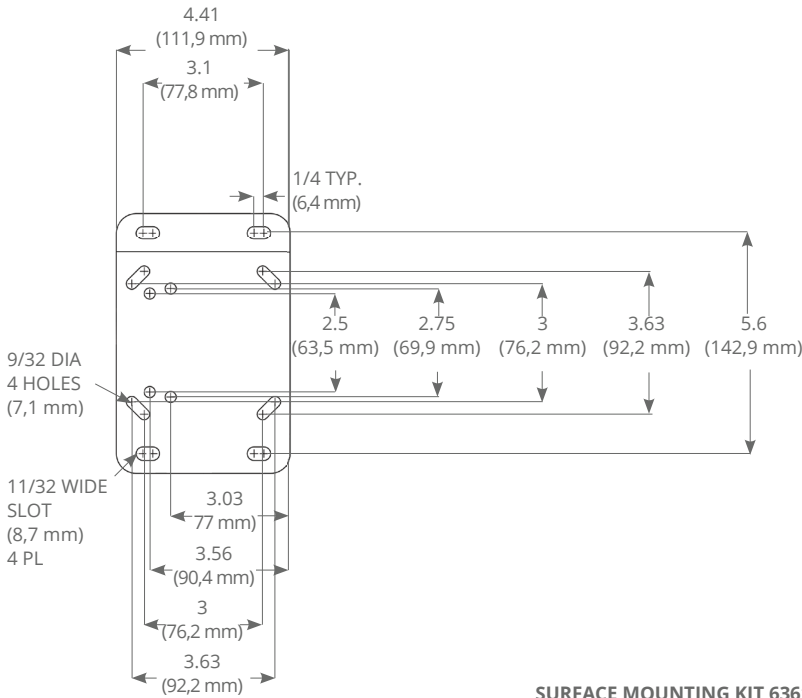 4.41
(111,9 mm)
3.1
(77,8 mm)
1/4 TYP.
(6,4 mm)
2.5
(63,5 mm)
2.75
(69,9 mm)
3
(76,2 mm)
3.63
(92,2 mm)
5.6
(142,9 mm)
9/32 DIA
4 HOLES
(7,1 mm)
11/32 WIDE
SLOT
(8,7 mm)
4 PL
3.03
77 mm)
3.56
(90,4 mm)
3
(76,2 mm)
3.63
(92,2 mm)
SURFACE MOUNTING KIT 636